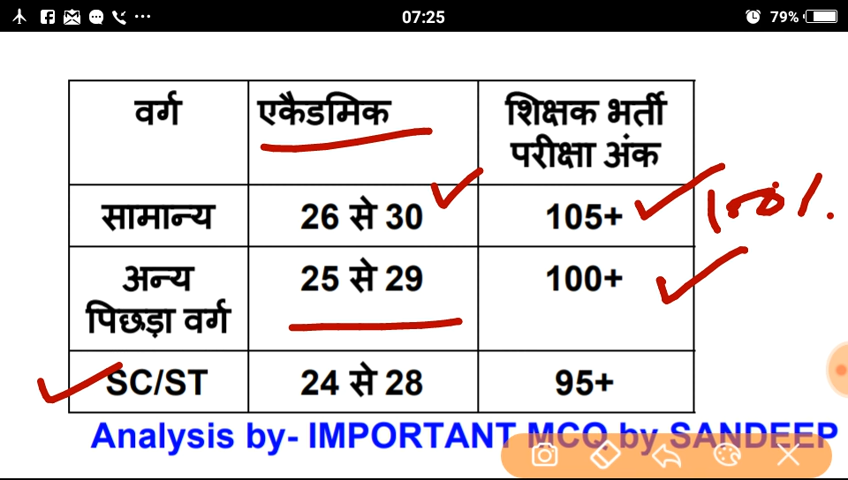 07:25
79%
वर्ग
एकैडमिक
शिक्षक भर्ती
परीक्षा अंक
सामान्य
26 से 30
105+
100%.
अन्य
पिछड़ा वर्ग
25 से 29
100+
SC/ST
24 से 28
95+
Analysis by- IMPORTANT MCQ by SANDEEP